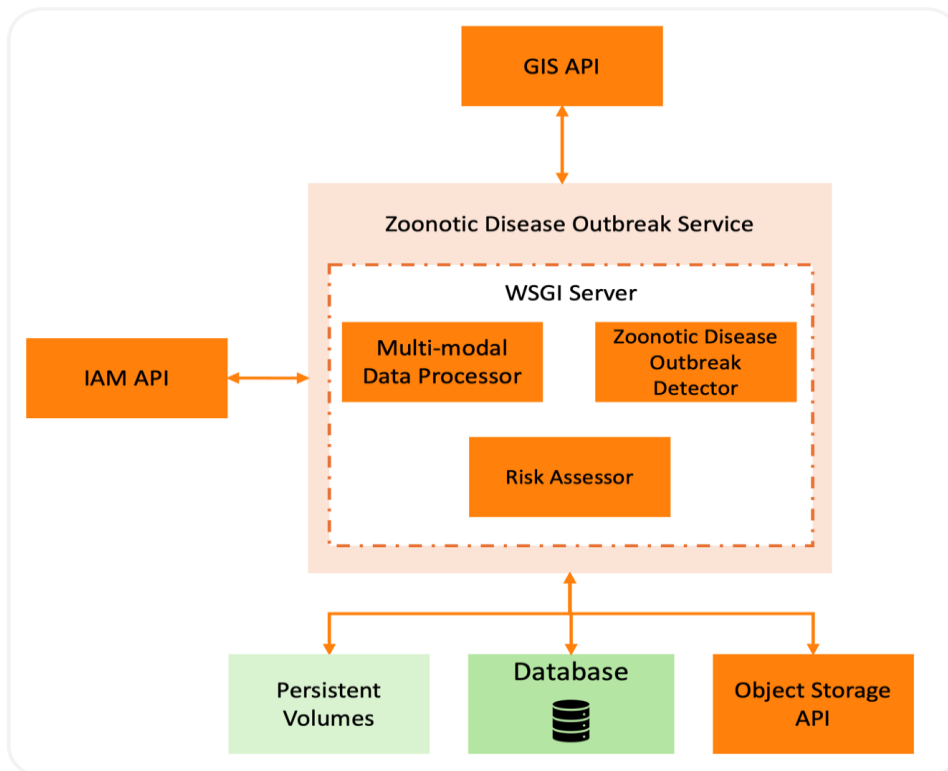 GIS API
Zoonotic Disease Outbreak Service
WSGI Server
Multi-modal
Data Processor
Zoonotic Disease
Outbreak
Detector
IAM API
Risk Assessor
Persistent
Volumes
Database
Object Storage
API